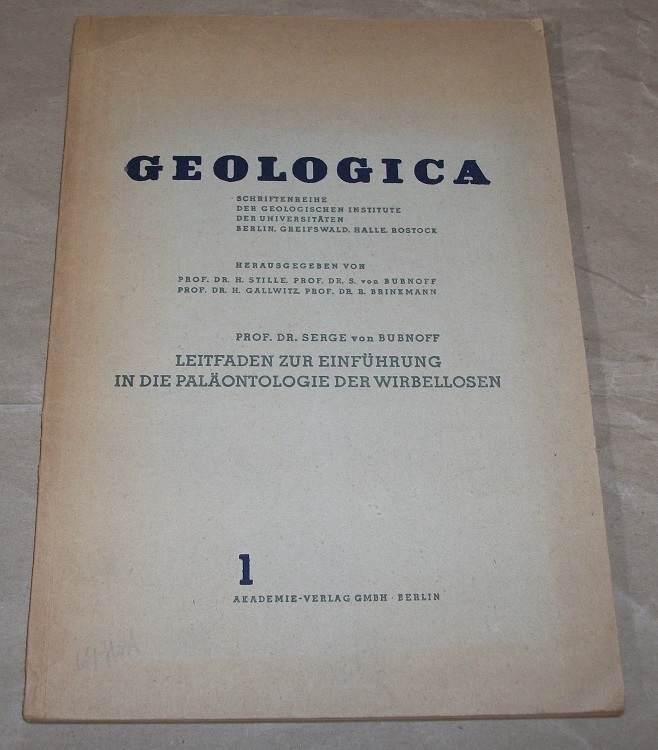 GEOLOGICA
SCHRIFTENREIHE
DER GEOLOGISCHEN INSTITUTE
DER UNIVERSITÄTEN
BERLIN, GREIFSWALD, HALLE, ROSTOCK
HERAUSGEGEBEN VON
PROF. DR. H. STILLE, PROF. DR. S. von BUBNOFF
PROF. DR. H. GALLWITZ, PROF. DR. R. BRINKMANN
PROF. DR. SERGE von BUBNOFF
LEITFADEN ZUR EINFÜHRUNG
IN DIE PALÄONTOLOGIE DER WIRBELLOSEN
1
AKADEMIE-VERLAG GMBH · BERLIN